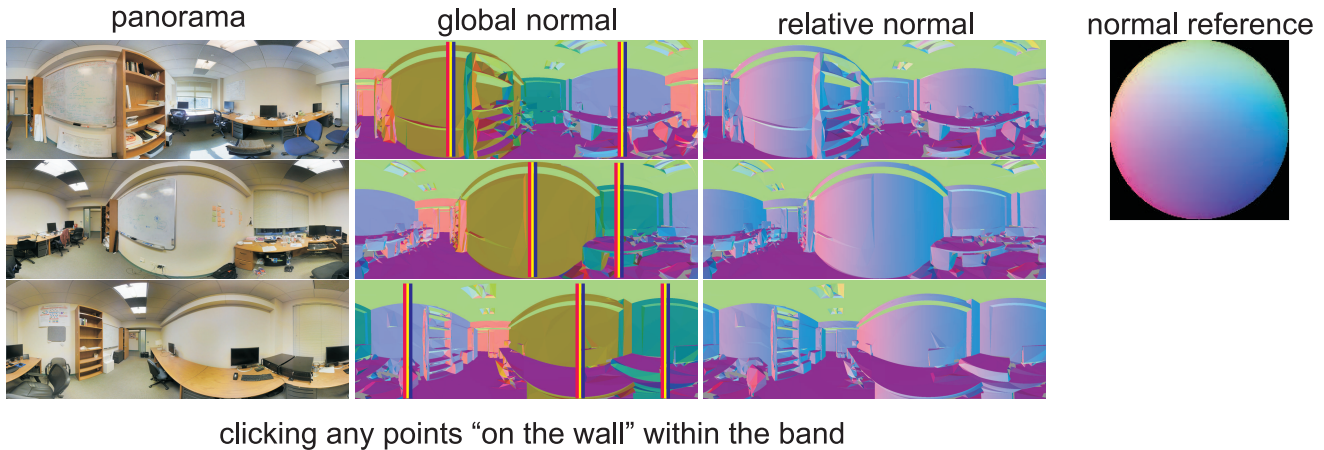 panorama
global normal
relative normal
normal reference
clicking any points “on the wall” within the band